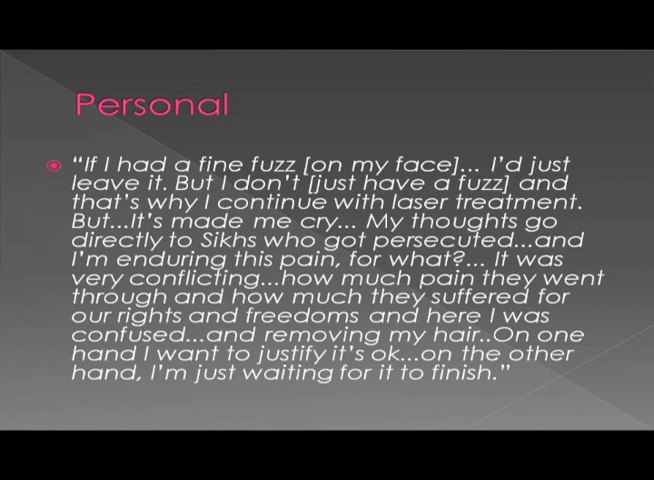 Personal
“If I had a fine fuzz [on my face]... I’d just
leave it. But I don’t [just have a fuzz] and
that’s why I continue with laser treatment.
But...It’s made me cry... My thoughts go
directly to Sikhs who got persecuted...and
I’m enduring this pain, for what?... It was
very conflicting...how much pain they went
through and how much they suffered for
our rights and freedoms and here I was
confused...and removing my hair..On one
hand I want to justify it’s ok...on the other
hand, I’m just waiting for it to finish.”